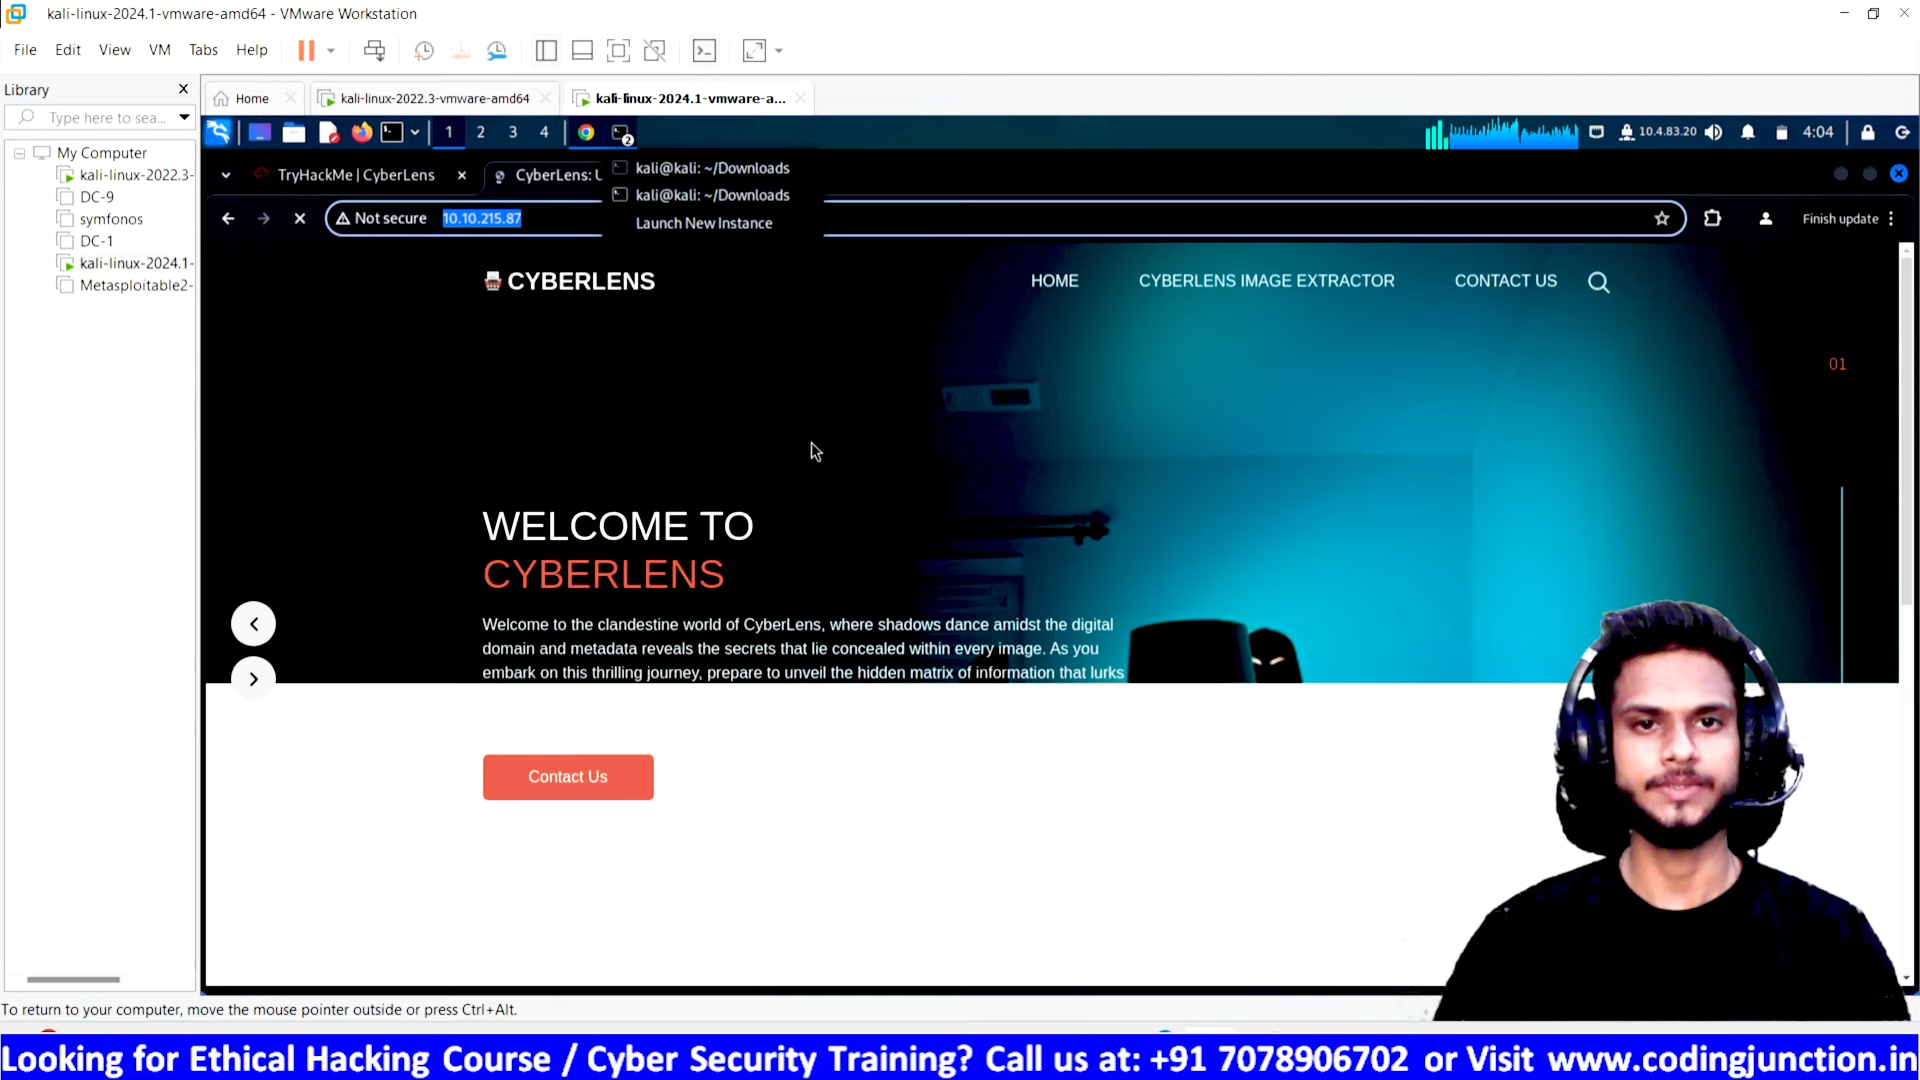 kali-linux-2024.1-vmware-amd64 - VMware Workstation
File Edit View VM Tabs Help
Library
Type here to sea...
My Computer
kali-linux-2022.3-
DC-9
symfonos
DC-1
kali-linux-2024.1-
Metasploitable2-
Home
kali-linux-2022.3-vmware-amd64
kali-linux-2024.1-vmware-a...
1 2 3 4
2
10.4.83.20
4:04
TryHackMe | CyberLens
CyberLens: U
kali@kali: ~/Downloads
kali@kali: ~/Downloads
Launch New Instance
Not secure
10.10.215.87
Finish update
CYBERLENS
HOME
CYBERLENS IMAGE EXTRACTOR
CONTACT US
01
WELCOME TO
CYBERLENS
Welcome to the clandestine world of CyberLens, where shadows dance amidst the digital
domain and metadata reveals the secrets that lie concealed within every image. As you
embark on this thrilling journey, prepare to unveil the hidden matrix of information that lurks
Contact Us
To return to your computer, move the mouse pointer outside or press Ctrl+Alt.
Looking for Ethical Hacking Course / Cyber Security Training? Call us at: +91 7078906702 or Visit www.codingjunction.in